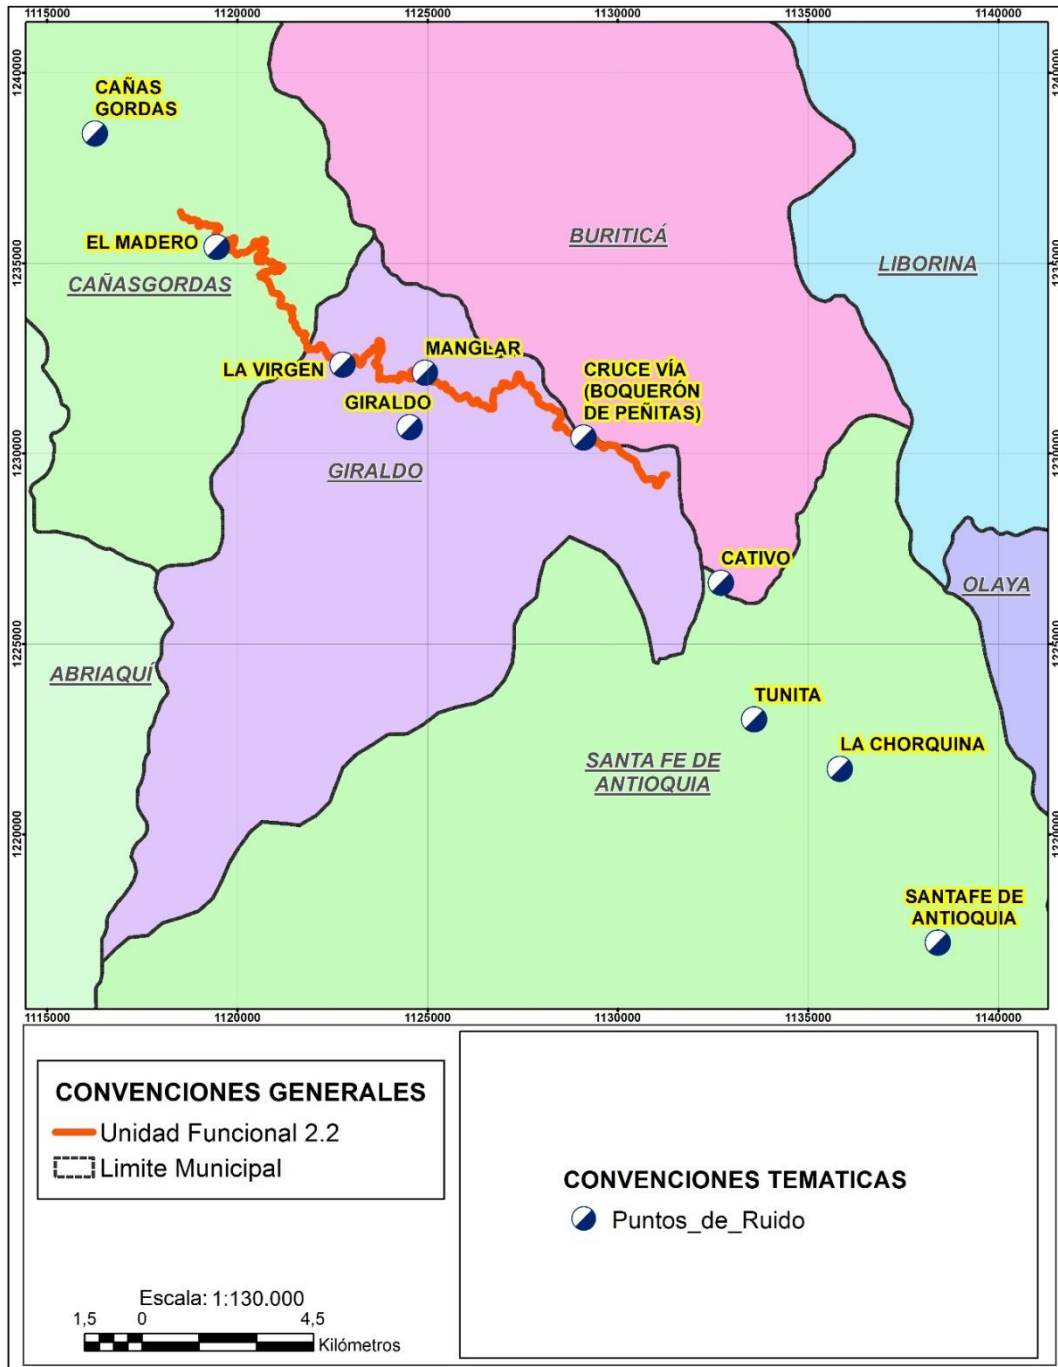 1115000 1120000 1125000 1130000 1135000 1140000
1240000 1240000
CAÑAS
GORDAS
EL MADERO
CAÑASGORDAS
BURITICÁ
LIBORINA
1235000 1235000
LA VIRGEN
MANGLAR
GIRALDO
CRUCE VÍA
(BOQUERÓN
DE PEÑITAS)
GIRALDO
1230000 1230000
CATIVO
OLAYA
ABRIAQUÍ
1225000 1225000
TUNITA
LA CHORQUINA
SANTA FE DE
ANTIOQUIA
1220000 1220000
SANTAFE DE
ANTIOQUIA
1115000 1120000 1125000 1130000 1135000 1140000
CONVENCIONES GENERALES
Unidad Funcional 2.2
Limite Municipal
Escala: 1:130.000
1,5 0 4,5
Kilómetros
CONVENCIONES TEMATICAS
Puntos_de_Ruido